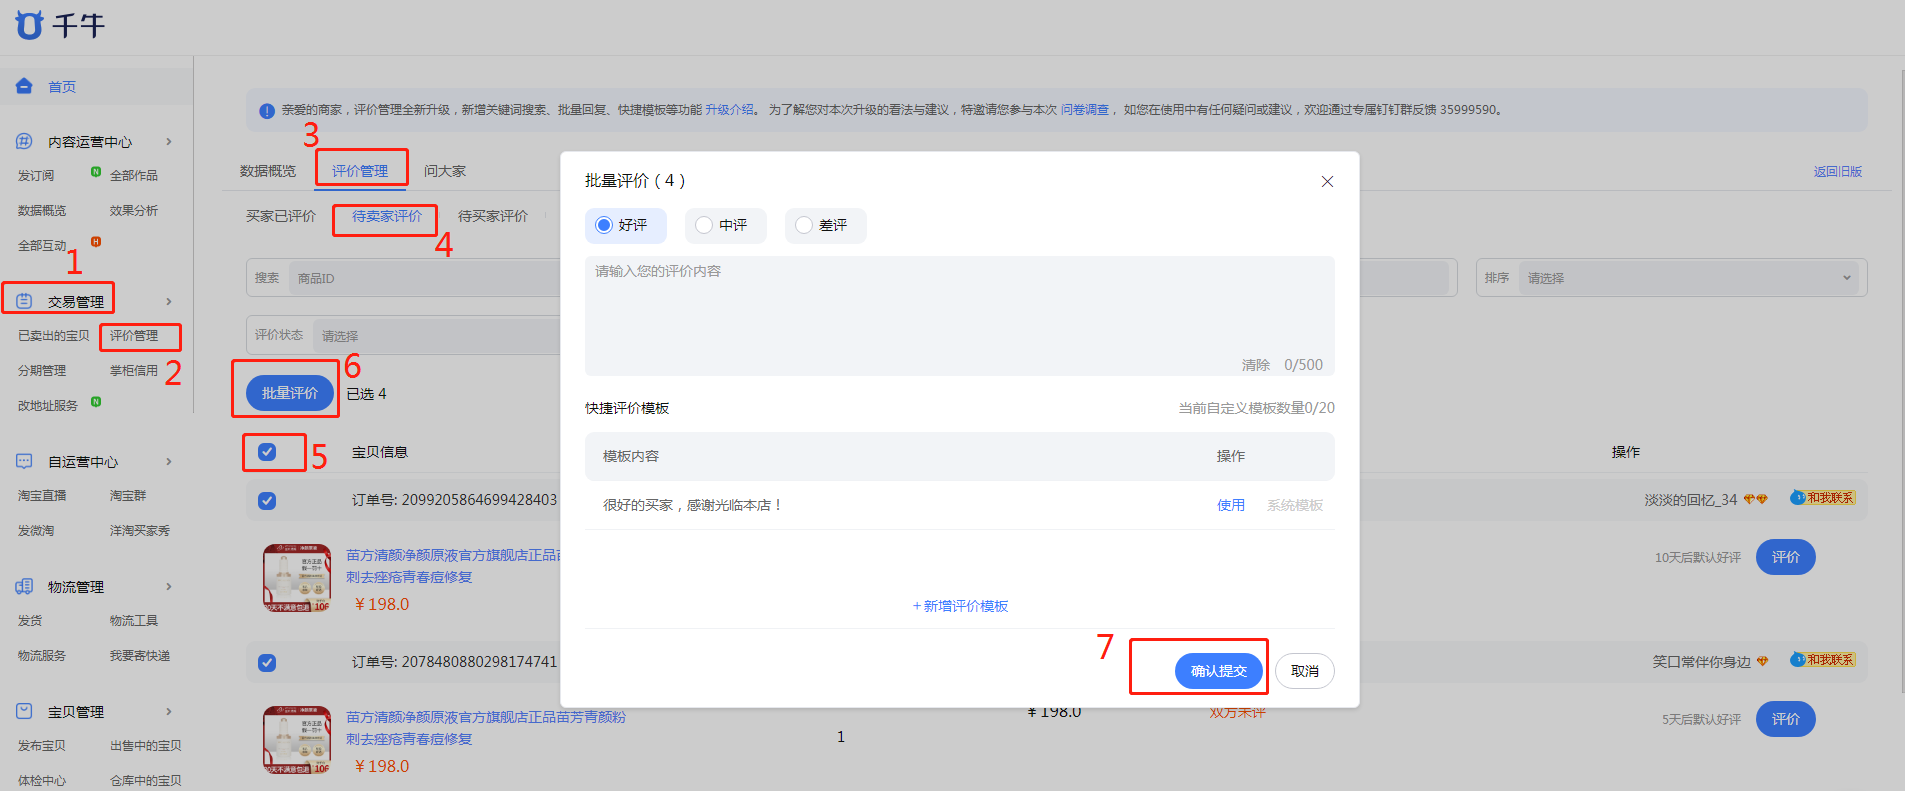 千牛
首页
亲爱的商家，评价管理全新升级，新增关键词搜索、批量回复、快捷模板等功能 升级介绍。 为了解您对本次升级的看法与建议，特邀请您参与本次 问卷调查， 如您在使用中有任何疑问或建议，欢迎通过专属钉钉群反馈 35999590。
内容运营中心
发订阅 N 全部作品
数据概览 效果分析
全部互动 H
1
交易管理
已卖出的宝贝 评价管理
分期管理 掌柜信用 2
改地址服务 N
自运营中心
淘宝直播 淘宝群
发微淘 洋淘买家秀
物流管理
发货 物流工具
物流服务 我要寄快递
宝贝管理
发布宝贝 出售中的宝贝
体检中心 仓库中的宝贝
3
数据概览 评价管理 问大家 返回旧版
买家已评价 待卖家评价 待买家评价
4
搜索 商品ID 排序 请选择
评价状态 请选择
6
批量评价 已选 4
5 宝贝信息 操作
订单号: 2099205864699428403 淡淡的回忆_34 和我联系
苗方清颜净颜原液官方旗舰店正品苗
刺去痤疮青春痘修复
￥198.0
10天后默认好评 评价
订单号: 2078480880298174741 笑口常伴你身边 和我联系
苗方清颜净颜原液官方旗舰店正品苗芳青颜粉
刺去痤疮青春痘修复
￥198.0
1
￥198.0 双方未评
5天后默认好评 评价
批量评价（4）
好评 中评 差评
请输入您的评价内容
清除 0/500
快捷评价模板 当前自定义模板数量0/20
模板内容 操作
很好的买家，感谢光临本店！ 使用 系统模板
+ 新增评价模板
7
确认提交 取消